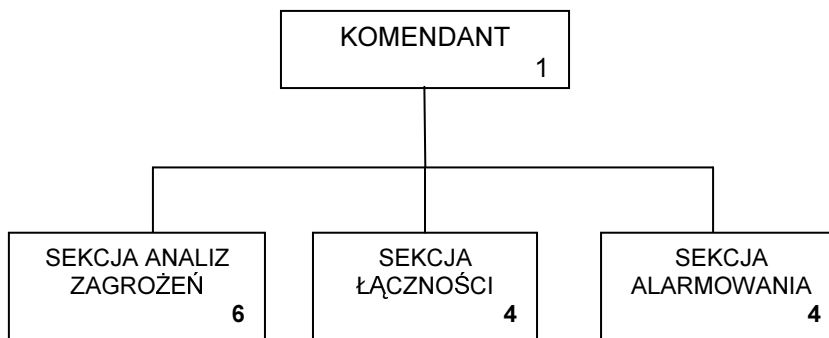 KOMENDANT
1
SEKCJA ANALIZ
ZAGROŻEŃ
6
SEKCJA
ŁĄCZNOŚCI
4
SEKCJA
ALARMOWANIA
4